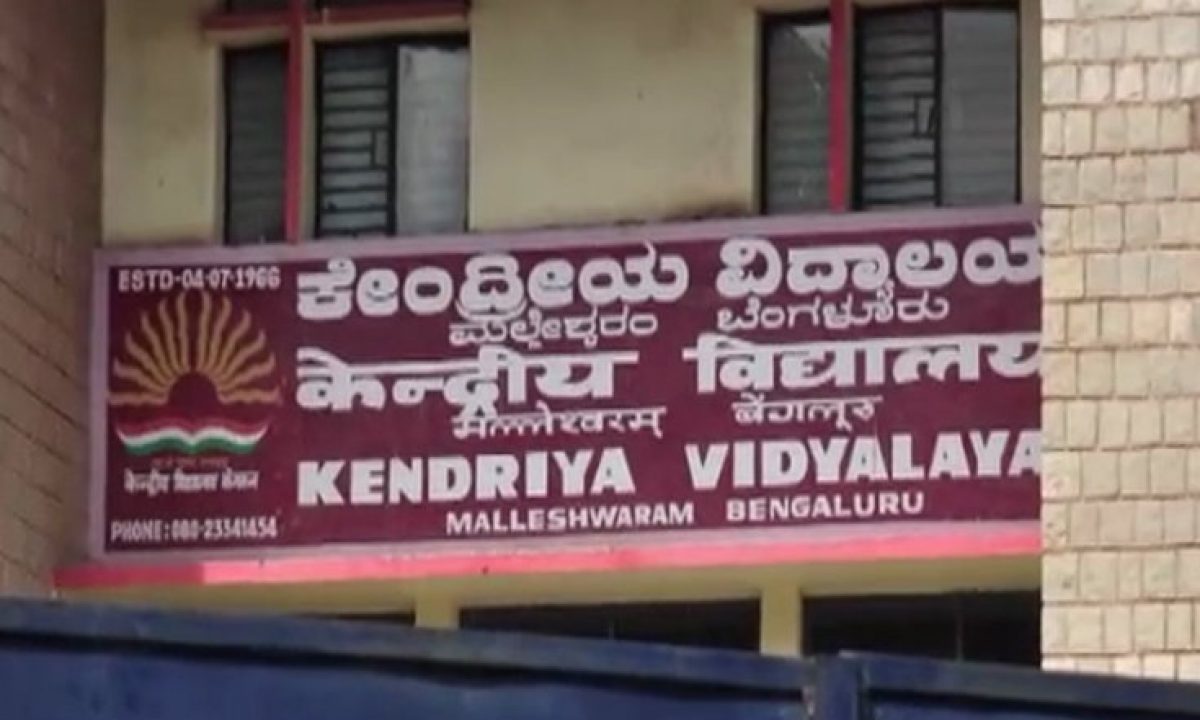 ESTD-04-07-1966
ಕೇಂದ್ರೀಯ ವಿದ್ಯಾಲಯ
ಮಲ್ಲೇಶ್ವರಂ ಬೆಂಗಳೂರು
केन्द्रीय विद्यालय
मल्लेश्वरम् बेंगलूरु
KENDRIYA VIDYALAYA
MALLESHWARAM BENGALURU
केन्द्रीय विद्यालय संगठन
PHONE: 080-23341454